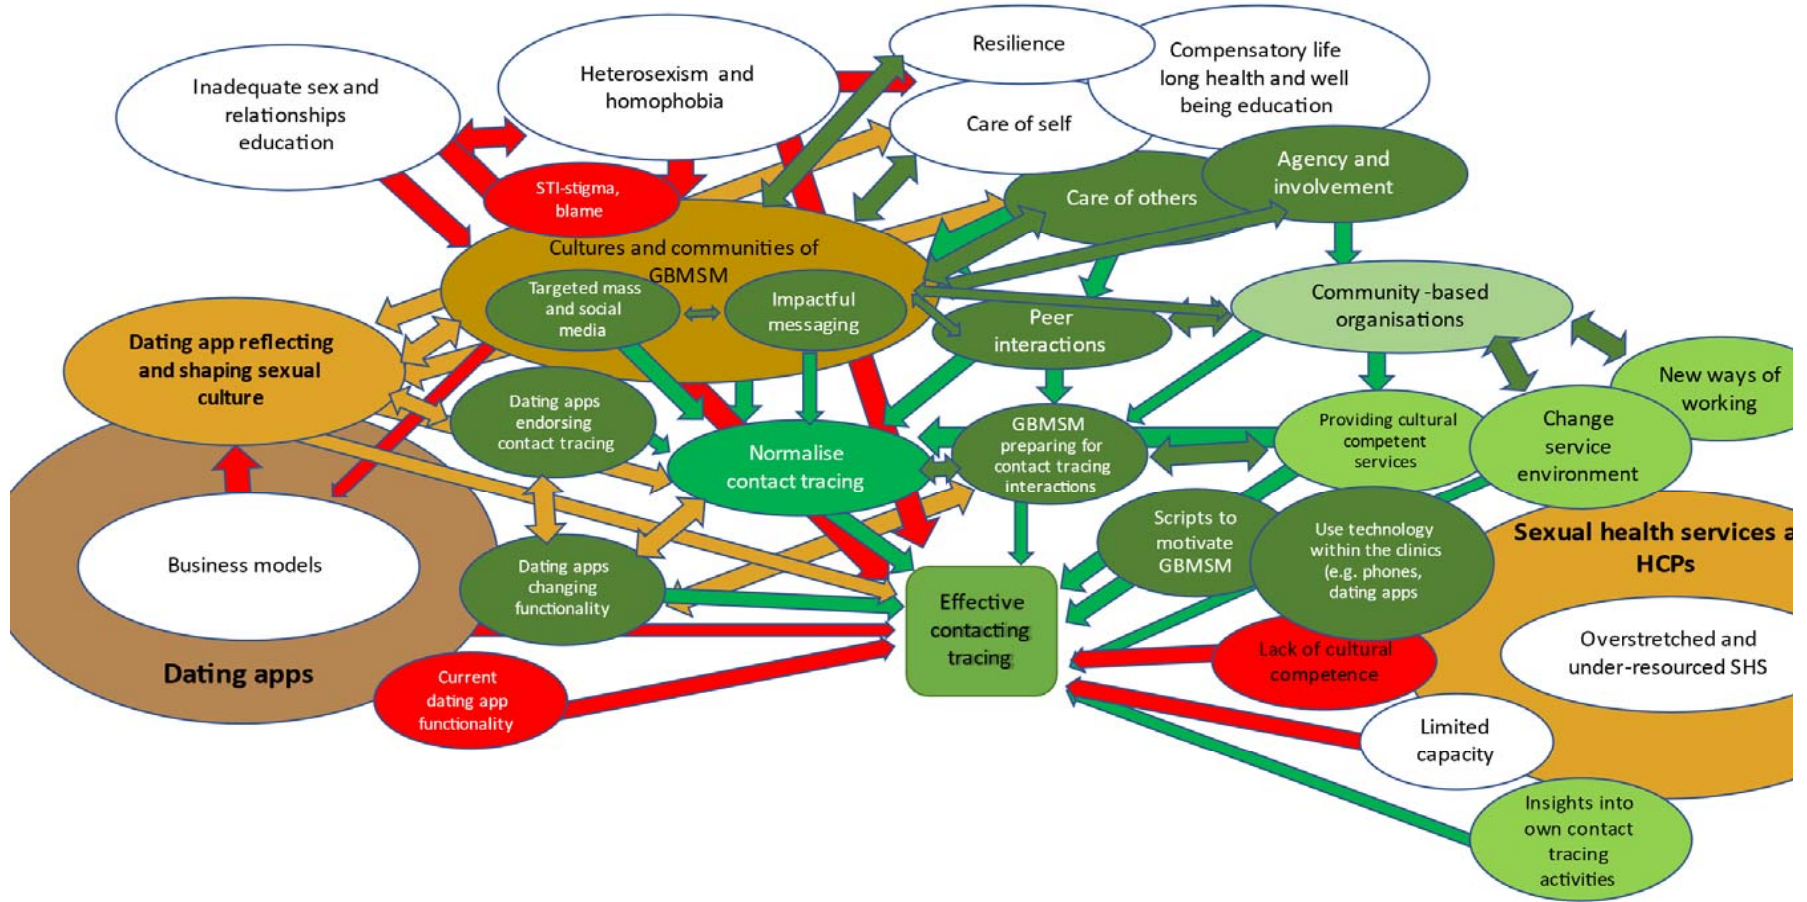 Resilience
Compensatory life
long health and well
being education
Heterosexism and
homophobia
Inadequate sex and
relationships
education
Care of self
Agency and
involvement
STI-stigma,
blame
Care of others
Cultures and communities of
GBMSM
Targeted mass
and social
media
Impactful
messaging
Community -based
organisations
Peer
interactions
Dating app reflecting
and shaping sexual
culture
Dating apps
endorsing
contact tracing
Normalise
contact tracing
GBMSM
preparing for
contact tracing
interactions
Providing cultural
competent
services
Change
service
environment
New ways of
working
Business models
Dating apps
Dating apps
changing
functionality
Scripts to
motivate
GBMSM
Use technology
within the clinics
(e.g. phones,
dating apps
Sexual health services a
HCPs
Effective
contacting
tracing
Overstretched and
under-resourced SHS
Lack of cultural
competence
Current
dating app
functionality
Limited
capacity
Insights into
own contact
tracing
activities